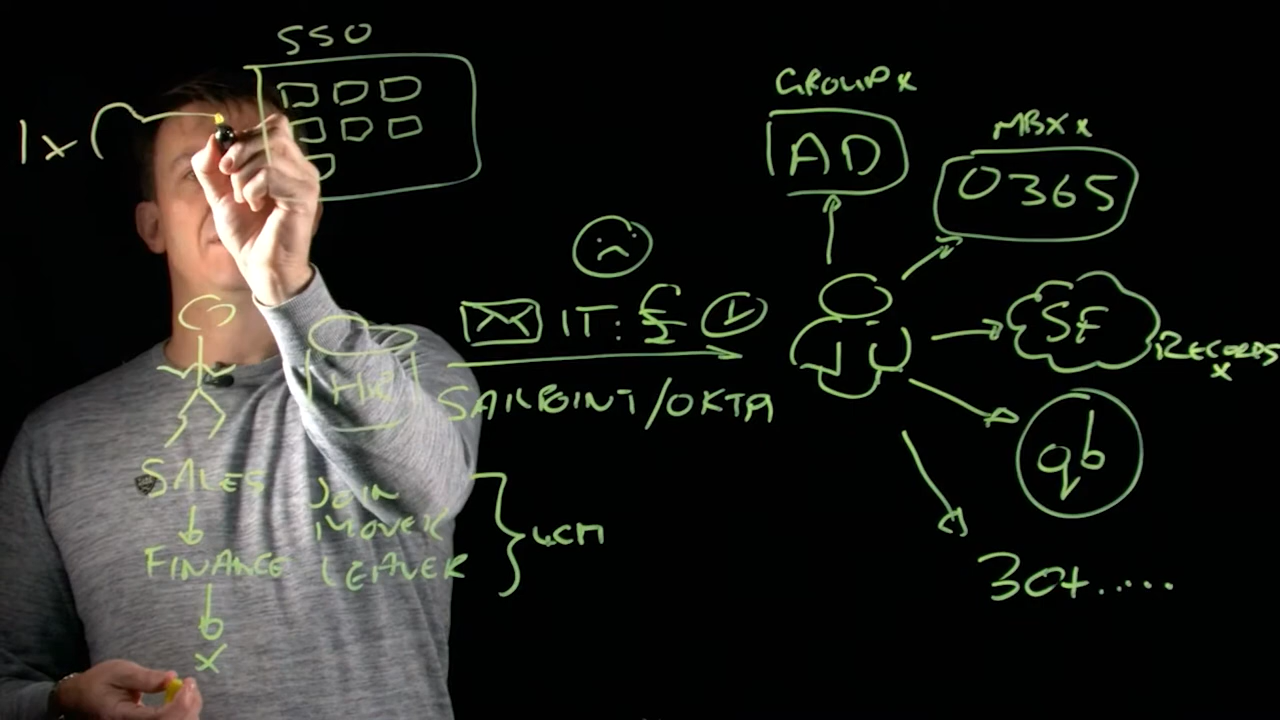 SSO
1x
GROUP x
AD
MBX x
O365
IT: £
SF
RECORDS
x
HR
SAILPOINT/OKTA
qb
SALES
JOIN
MOVER
FINANCE
LEAVER
LCM
x
30+.....